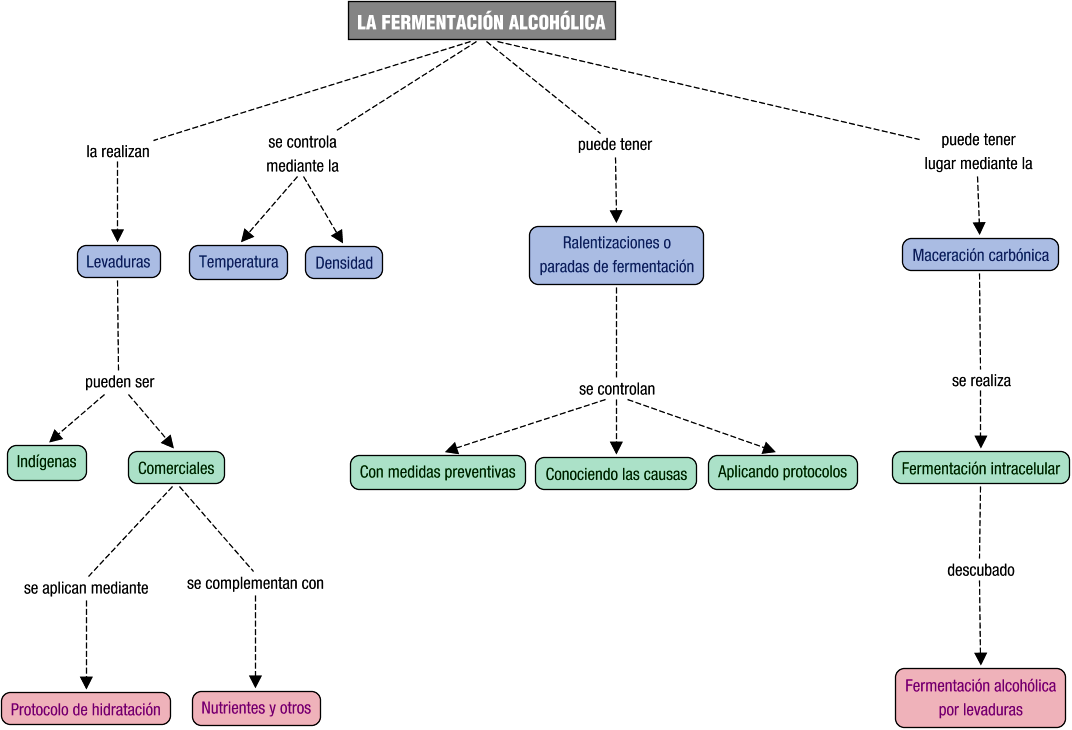 LA FERMENTACIÓN ALCOHÓLICA
la realizan
se controla
mediante la
puede tener
puede tener
lugar mediante la
Levaduras
Temperatura
Densidad
Ralentizaciones o
paradas de fermentación
Maceración carbónica
pueden ser
se controlan
se realiza
Indígenas
Comerciales
Con medidas preventivas
Conociendo las causas
Aplicando protocolos
Fermentación intracelular
se aplican mediante
se complementan con
descubado
Protocolo de hidratación
Nutrientes y otros
Fermentación alcohólica
por levaduras